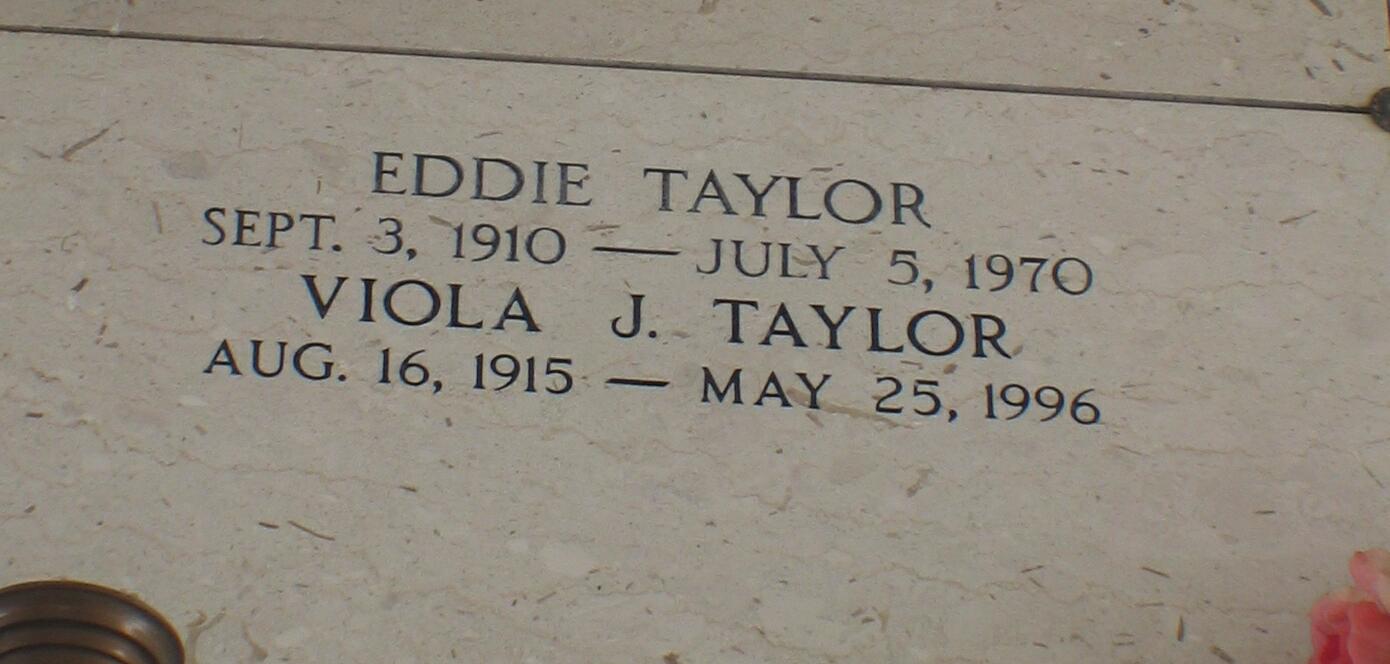 EDDIE TAYLOR
SEPT. 3, 1910 — JULY 5, 1970
VIOLA J. TAYLOR
AUG. 16, 1915 — MAY 25, 1996